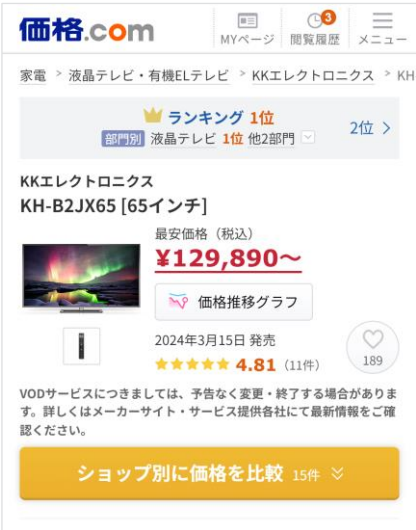 価格.com
MYページ
3
閲覧履歴
メニュー
家電 > 液晶テレビ・有機ELテレビ > KKエレクトロニクス > KH
ランキング 1位
部門別 液晶テレビ 1位 他2部門
2位 >
KKエレクトロニクス
KH-B2JX65 [65インチ]
最安価格（税込）
¥129,890～
価格推移グラフ
2024年3月15日 発売
★★★★★ 4.81 （11件）
189
VODサービスにつきましては、予告なく変更・終了する場合がありま
す。詳しくはメーカーサイト・サービス提供各社にて最新情報をご確
認ください。
ショップ別に価格を比較 15件